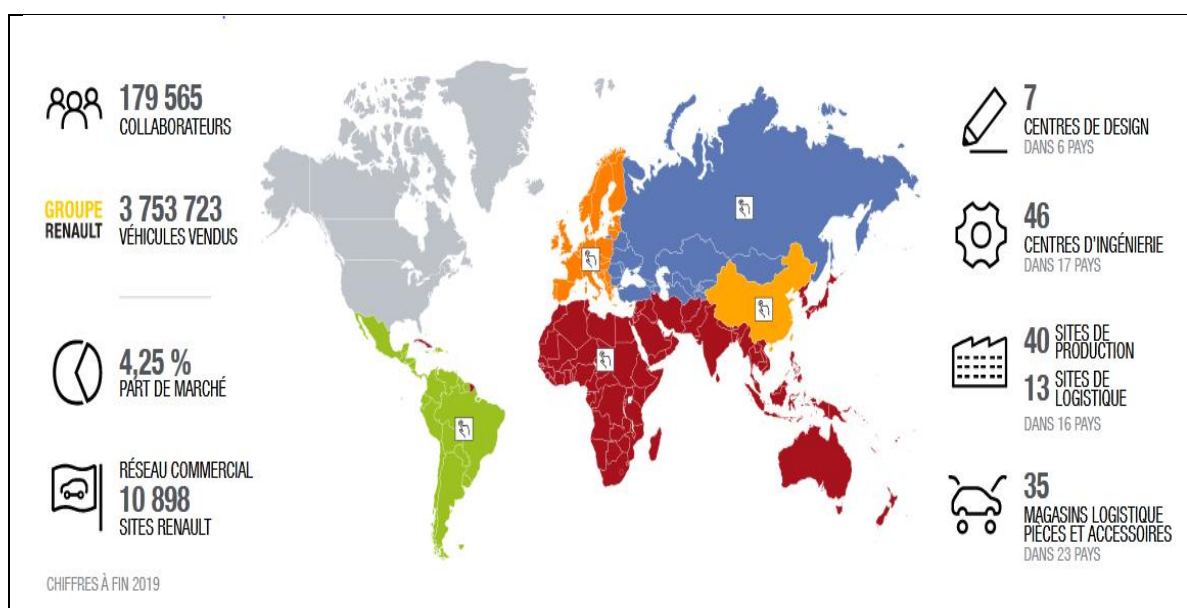 179 565
COLLABORATEURS
GROUPE
RENAULT
3 753 723
VÉHICULES VENDUS
4,25 %
PART DE MARCHÉ
RÉSEAU COMMERCIAL
10 898
SITES RENAULT
CHIFFRES À FIN 2019
7
CENTRES DE DESIGN
DANS 6 PAYS
46
CENTRES D'INGÉNIERIE
DANS 17 PAYS
40 SITES DE
PRODUCTION
13 SITES DE
LOGISTIQUE
DANS 16 PAYS
35
MAGASINS LOGISTIQUE
PIÈCES ET ACCESSOIRES
DANS 23 PAYS